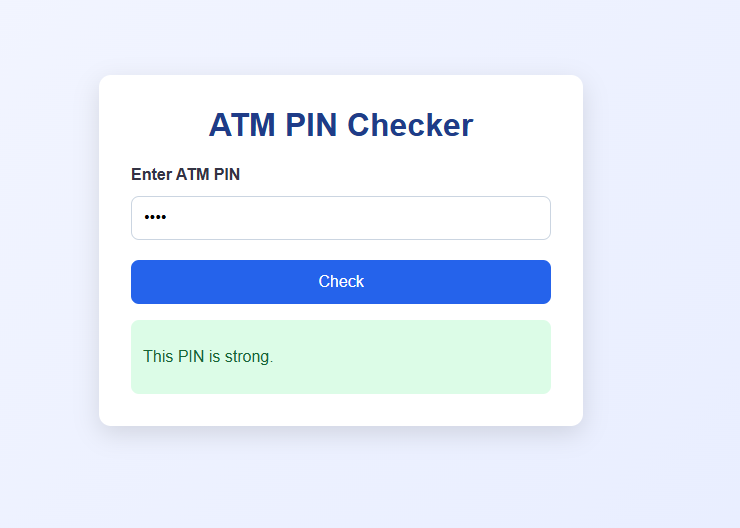 ATM PIN Checker
Enter ATM PIN
••••
Check
This PIN is strong.